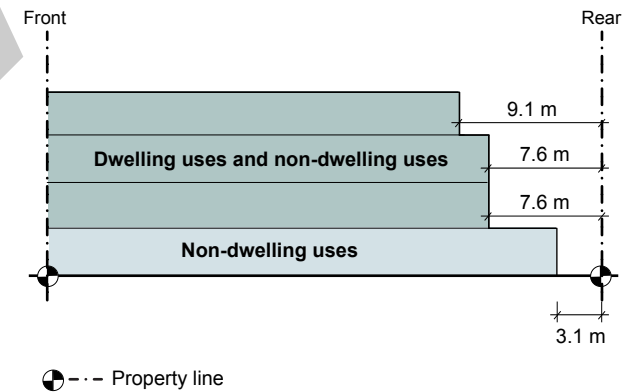 Front
Rear
9.1 m
Dwelling uses and non-dwelling uses
7.6 m
7.6 m
Non-dwelling uses
3.1 m
Property line